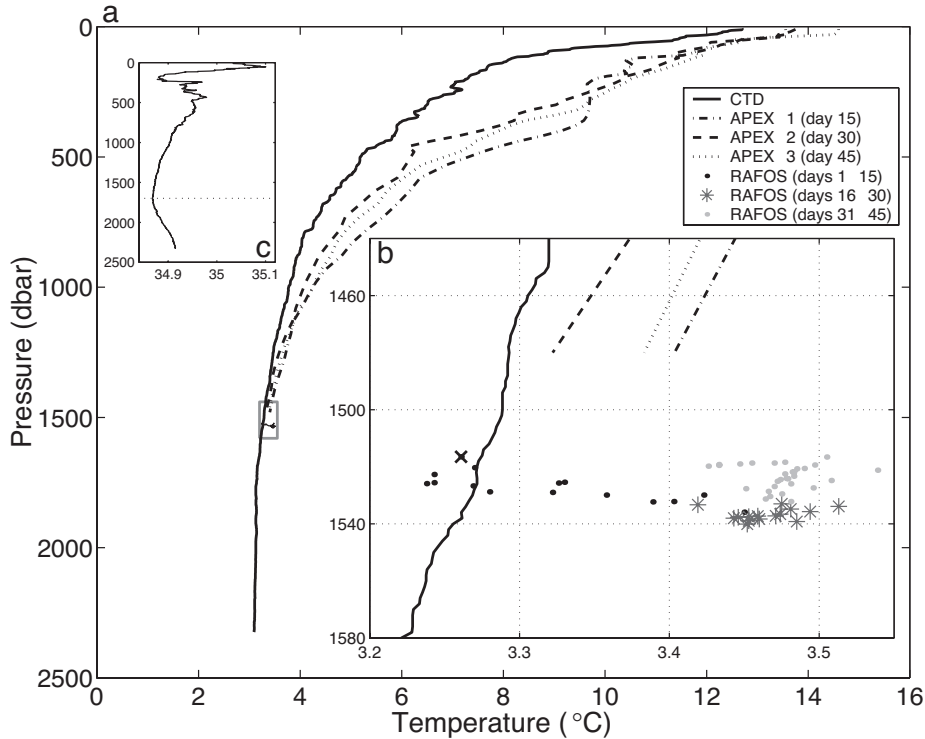 a
0
500
1000
1500
2000
2500
Pressure (dbar)
0 2 4 6 8 10 12 14 16
Temperature (°C)
0
500
1000
1500
2000
2500
34.9 35 35.1
c
CTD
APEX 1 (day 15)
APEX 2 (day 30)
APEX 3 (day 45)
RAFOS (days 1 15)
RAFOS (days 16 30)
RAFOS (days 31 45)
b
1460
1500
1540
1580
3.2 3.3 3.4 3.5